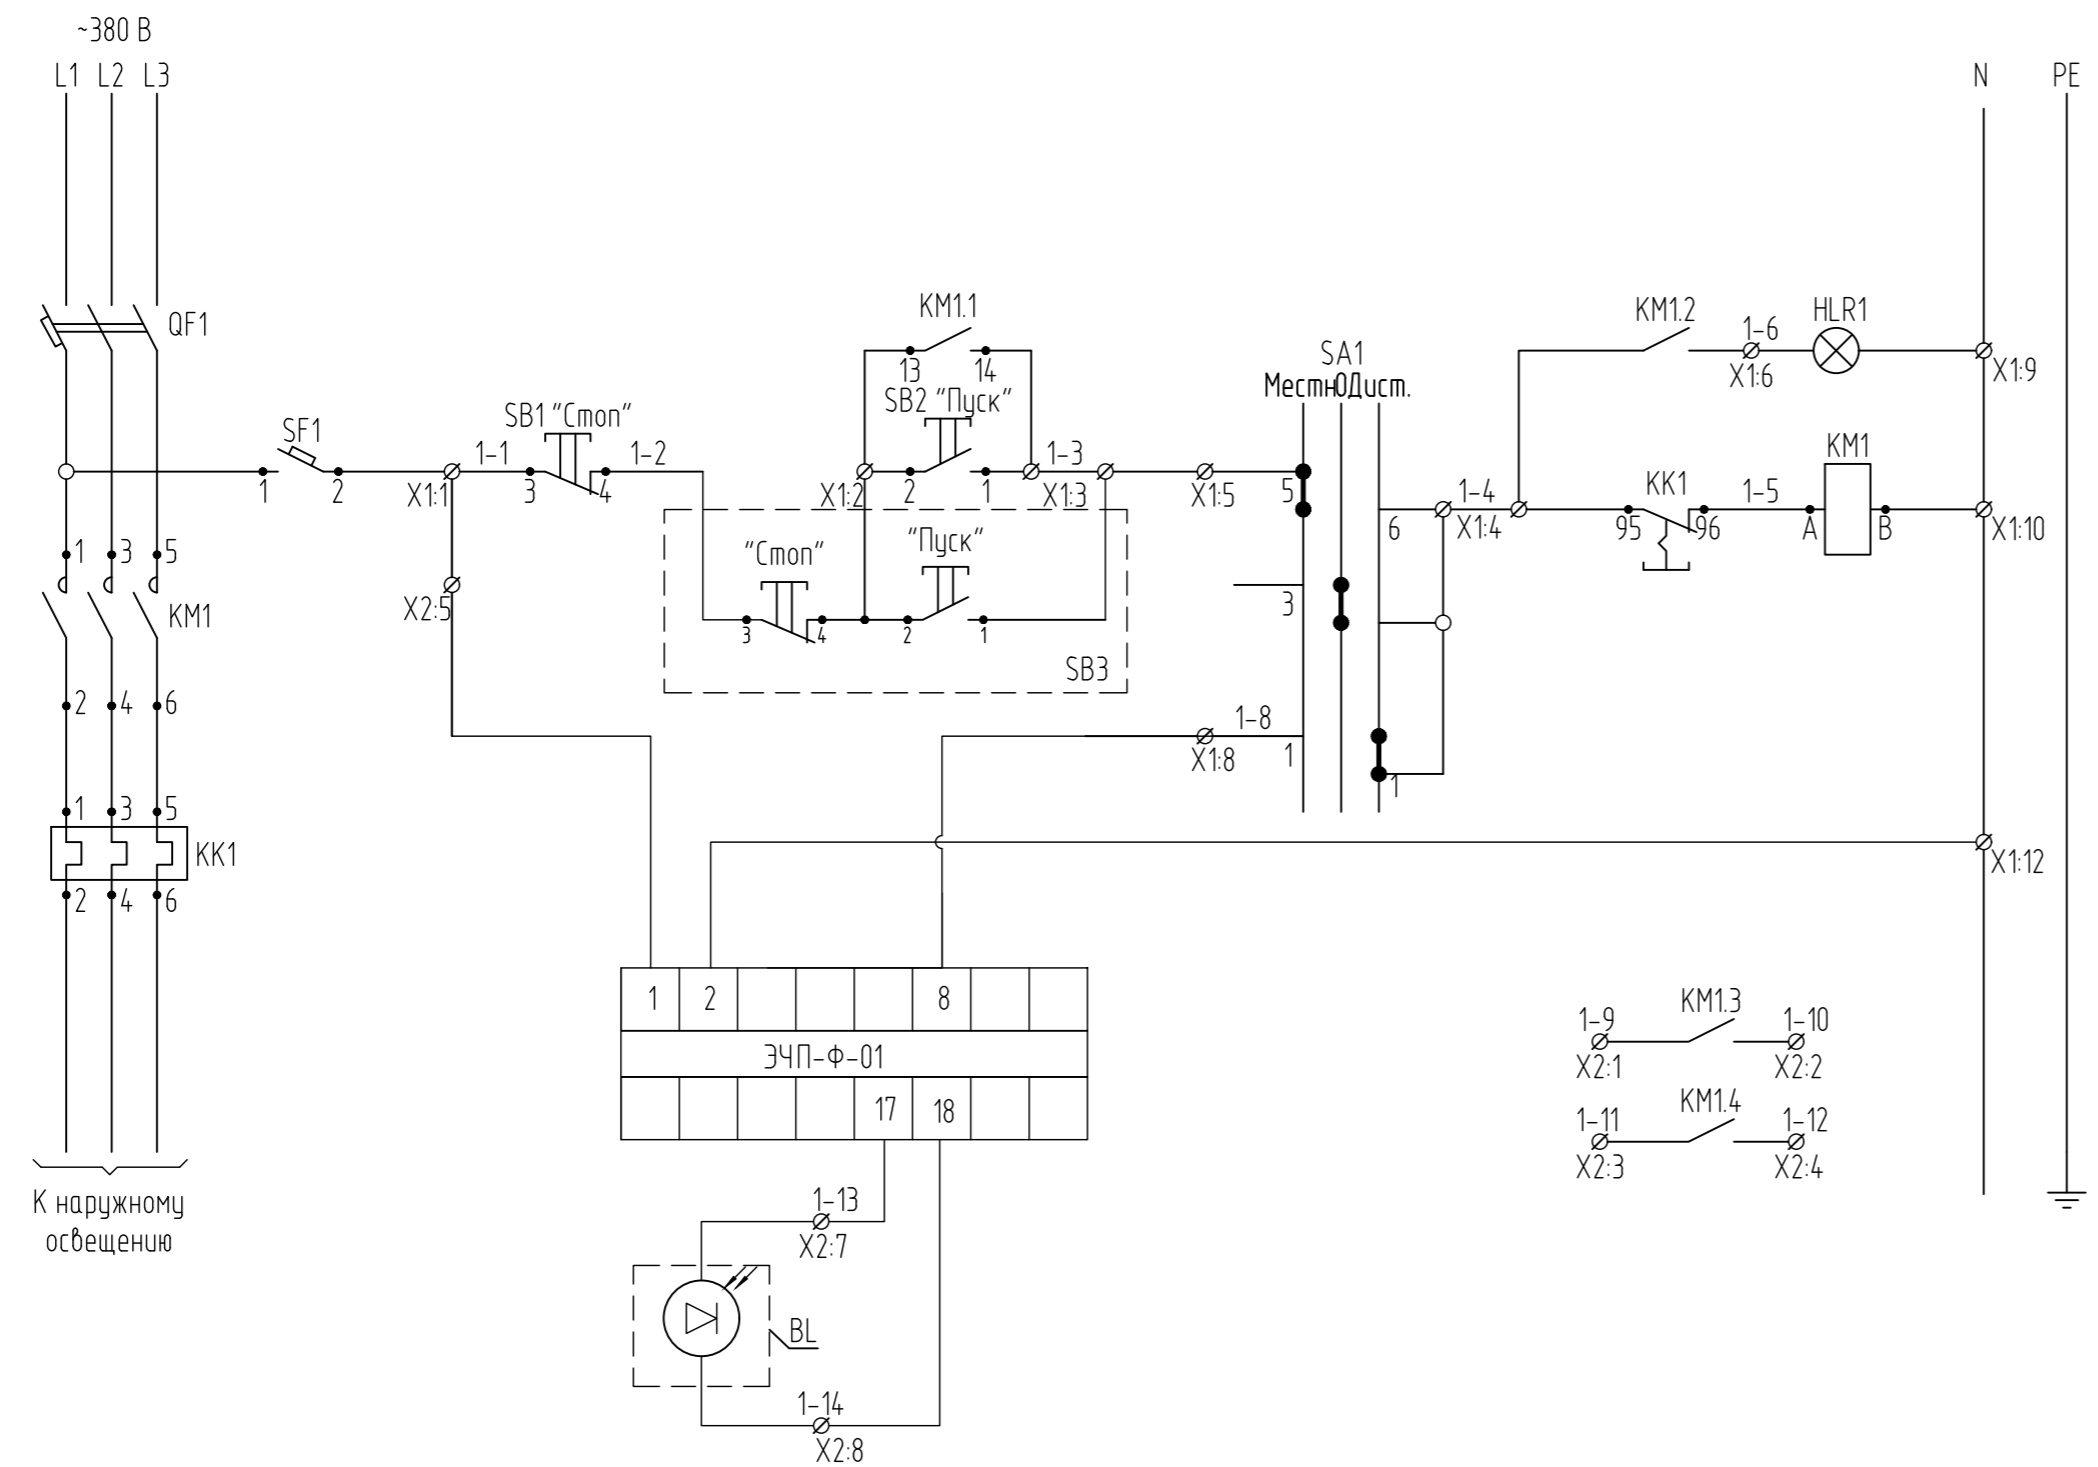 ~380 В
L1 L2 L3
N
PE
QF1
SF1
1
2
X1:1
1-1
SB1 "Стоп"
3
4
1-2
KM1.1
13
14
SB2 "Пуск"
X1:2
2
1
1-3
X1:3
X1:5
SA1
Местн0Дист.
5
6
3
1
1
1-4
X1:4
KM1.2
1-6
X1:6
HLR1
X1:9
KK1
95
96
1-5
KM1
A
B
X1:10
1
3
5
KM1
2
4
6
X2:5
"Стоп"
3
4
"Пуск"
2
1
SB3
1-8
X1:8
X1:12
1
3
5
KK1
2
4
6
К наружному
освещению
1
2
8
ЭЧП-Ф-01
17
18
1-13
X2:7
BL
1-14
X2:8
1-9
X2:1
KM1.3
1-10
X2:2
1-11
X2:3
KM1.4
1-12
X2:4